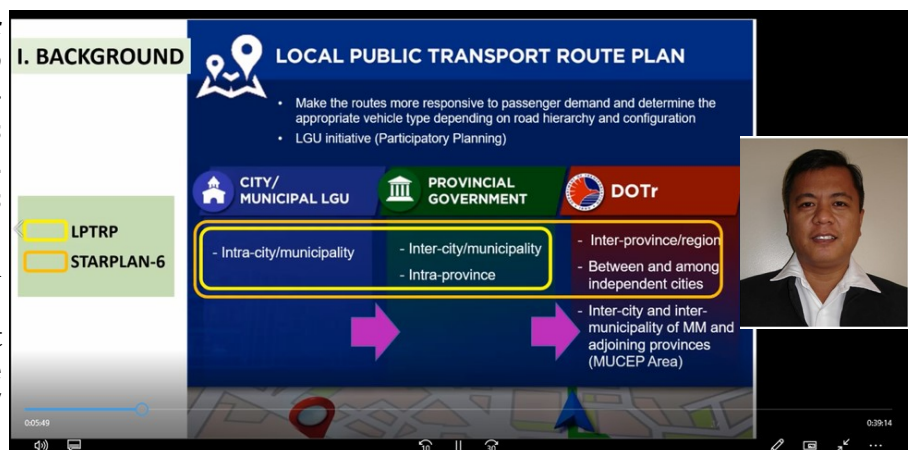 I. BACKGROUND
LOCAL PUBLIC TRANSPORT ROUTE PLAN
• Make the routes more responsive to passenger demand and determine the
appropriate vehicle type depending on road hierarchy and configuration
• LGU initiative (Participatory Planning)
CITY/
MUNICIPAL LGU
PROVINCIAL
GOVERNMENT
DOTr
LPTRP
STARPLAN-6
- Intra-city/municipality
- Inter-city/municipality
- Intra-province
- Inter-province/region
- Between and among
independent cities
- Inter-city and inter-
municipality of MM and
adjoining provinces
(MUCEP Area)
0:05:49
0:39:14
10
30